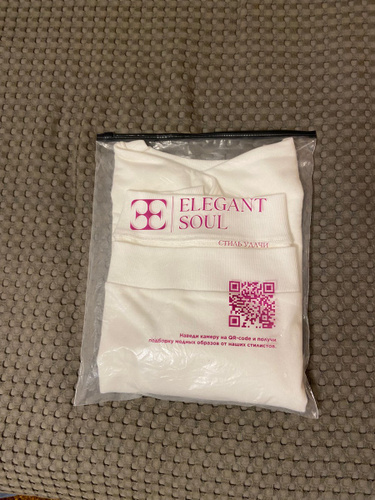 ELEGANT
SOUL
СТИЛЬ УДАЧИ
Наведи камеру на QR-code и получи
подборку модных образов от наших стилистов